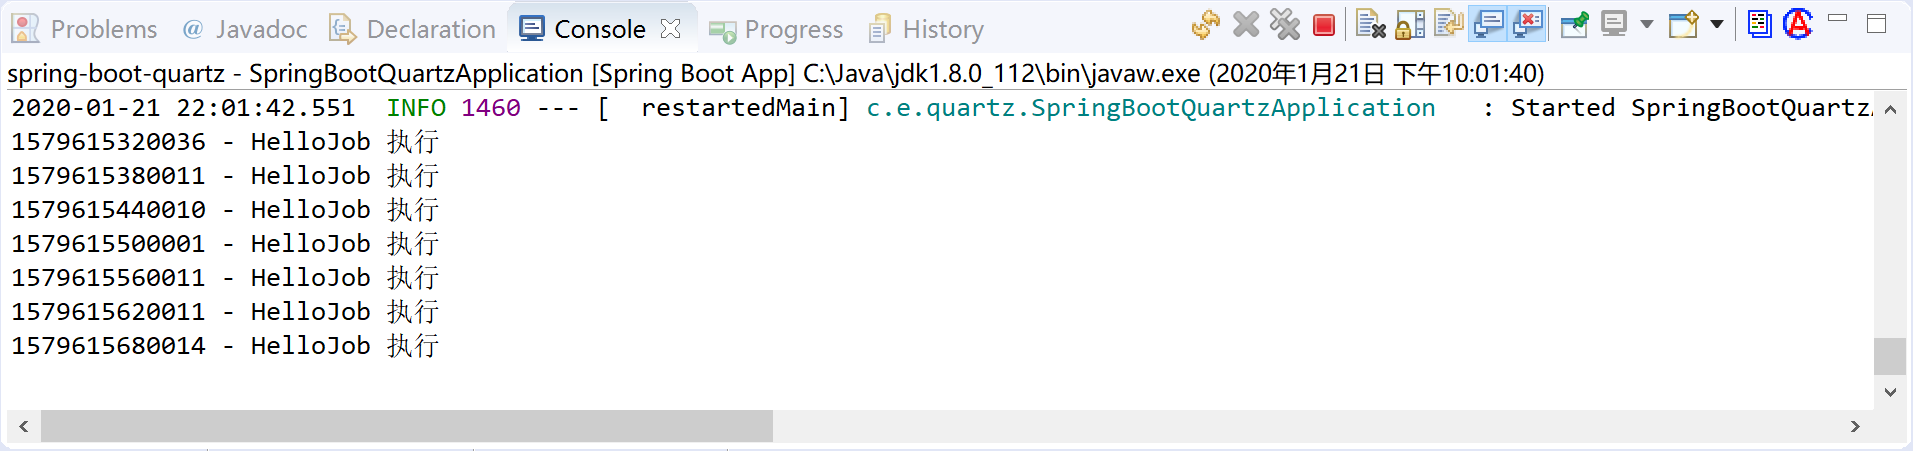 Problems @ Javadoc Declaration Console Progress History
spring-boot-quartz - SpringBootQuartzApplication [Spring Boot App] C:\Java\jdk1.8.0_112\bin\javaw.exe (2020年1月21日 下午10:01:40)
2020-01-21 22:01:42.551  INFO 1460 --- [  restartedMain] c.e.quartz.SpringBootQuartzApplication   : Started SpringBootQuartzA
1579615320036 - HelloJob 执行
1579615380011 - HelloJob 执行
1579615440010 - HelloJob 执行
1579615500001 - HelloJob 执行
1579615560011 - HelloJob 执行
1579615620011 - HelloJob 执行
1579615680014 - HelloJob 执行